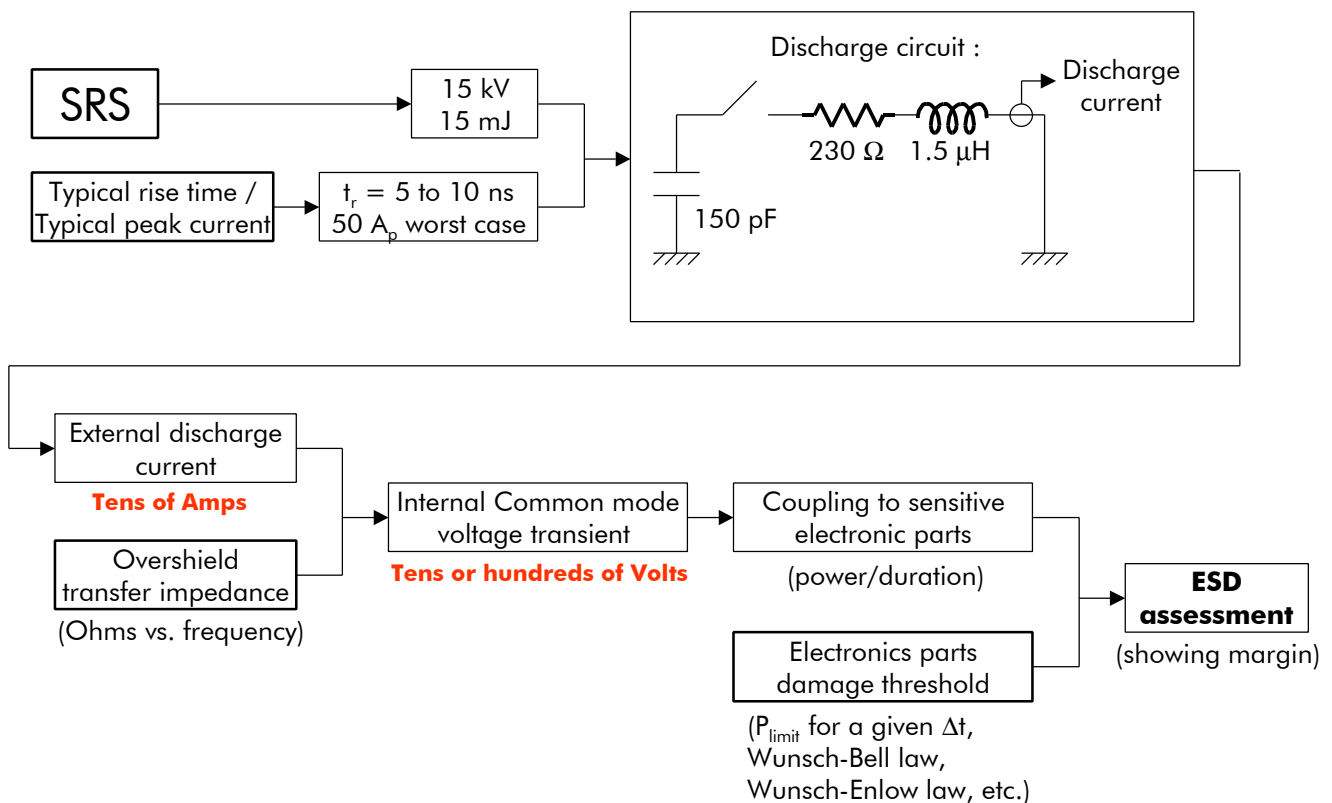 Discharge circuit :
SRS
15 kV
15 mJ
Discharge
current
230 Ω
1.5 µH
Typical rise time /
Typical peak current
t_r = 5 to 10 ns
50 A_p worst case
150 pF
External discharge
current
Tens of Amps
Overshield
transfer impedance
(Ohms vs. frequency)
Internal Common mode
voltage transient
Tens or hundreds of Volts
Coupling to sensitive
electronic parts
(power/duration)
Electronics parts
damage threshold
(P_limit for a given Δt,
Wunsch-Bell law,
Wunsch-Enlow law, etc.)
ESD
assessment
(showing margin)